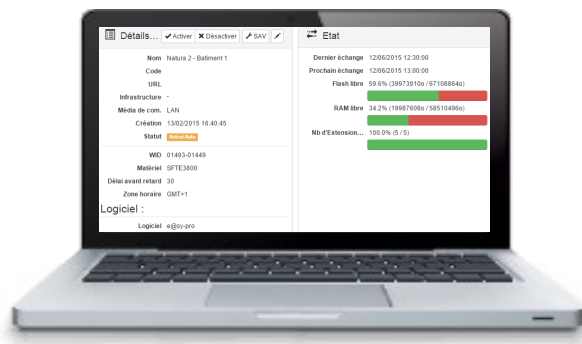 Détails... Activer Désactiver SAV
Nom Natura 2 - Batiment 1
Code
URL
Infrastructure -
Média de com. LAN
Création 13/02/2015 16:40:45
Statut Activé Auto
WID 01493-01449
Matériel SFTE3800
Délai avant retard 30
Zone horaire GMT+1
Logiciel :
Logiciel e@sy-pro
Etat
Dernier échange 12/06/2015 12:30:00
Prochain échange 12/06/2015 13:00:00
Flash libre 59.6% (39973910o / 67108864o)
RAM libre 34.2% (19987608o / 58510496o)
Nb d'Extension... 100.0% (5 / 5)